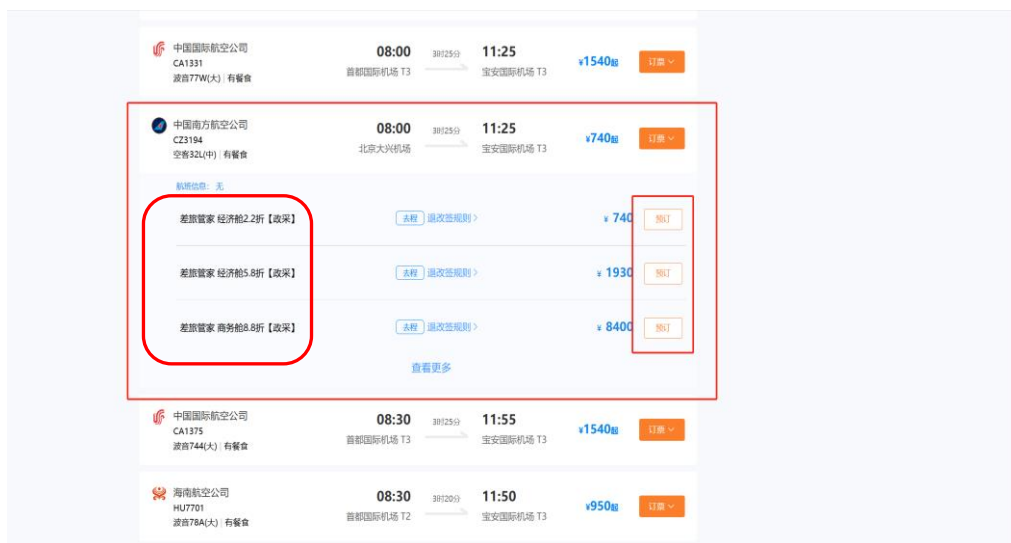 中国国际航空公司
CA1331
波音77W(大) 有餐食
08:00 3时25分 11:25
首都国际机场 T3 宝安国际机场 T3
¥1540起 订票
中国南方航空公司
CZ3194
空客32L(中) 有餐食
08:00 3时25分 11:25
北京大兴机场 宝安国际机场 T3
¥740起 订票
航班信息: 无
差旅管家 经济舱2.2折【政采】 去程 退改签规则> ¥ 740 预订
差旅管家 经济舱5.8折【政采】 去程 退改签规则> ¥ 1930 预订
差旅管家 商务舱8.8折【政采】 去程 退改签规则> ¥ 8400 预订
查看更多
中国国际航空公司
CA1375
波音744(大) 有餐食
08:30 3时25分 11:55
首都国际机场 T3 宝安国际机场 T3
¥1540起 订票
海南航空公司
HU7701
波音78A(大) 有餐食
08:30 3时20分 11:50
首都国际机场 T2 宝安国际机场 T3
¥950起 订票